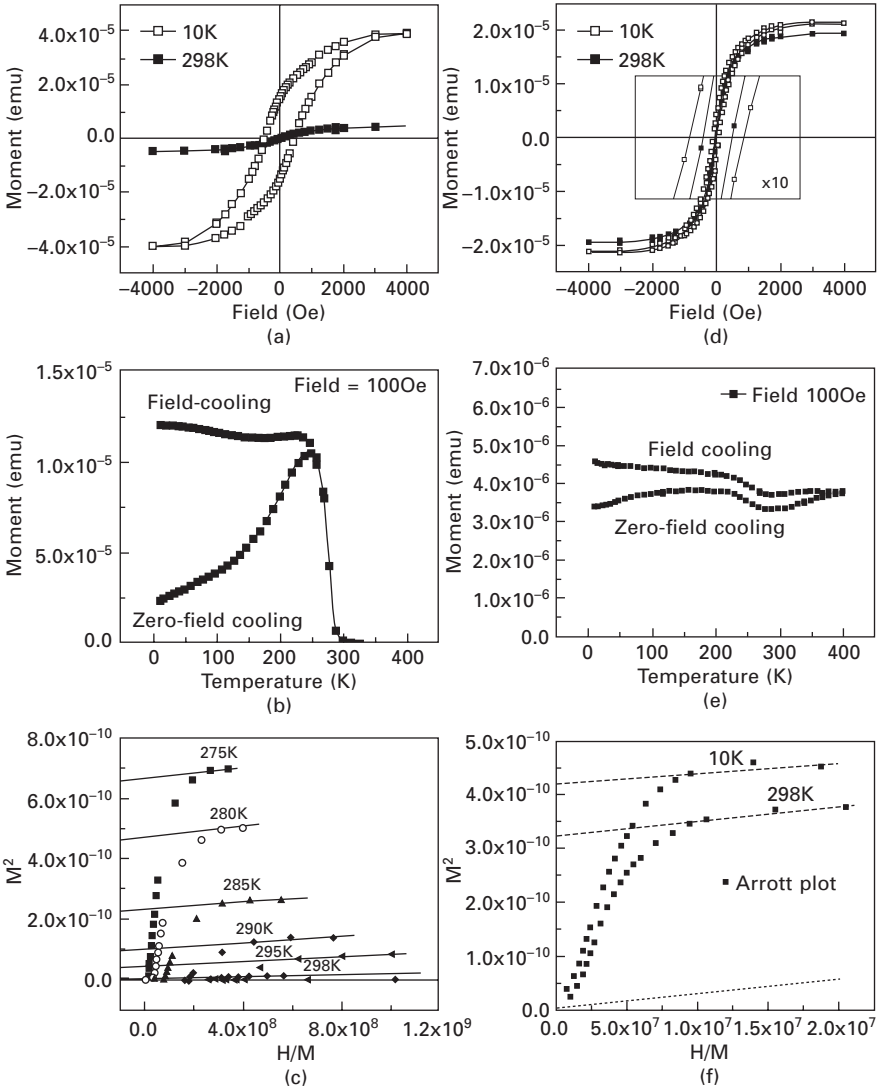 10K
298K
Moment (emu)
4.0x10⁻⁵
2.0x10⁻⁵
0.0
−2.0x10⁻⁵
−4.0x10⁻⁵
−4000 −2000 0 2000 4000
Field (Oe)
(a)
10K
298K
x10
Moment (emu)
2.0x10⁻⁵
1.0x10⁻⁵
0.0
−1.0x10⁻⁵
−2.0x10⁻⁵
−4000 −2000 0 2000 4000
Field (Oe)
(d)
Field = 100Oe
Field-cooling
Zero-field cooling
Moment (emu)
1.5x10⁻⁵
1.0x10⁻⁵
5.0x10⁻⁵
0.0
0 100 200 300 400
Temperature (K)
(b)
Field 100Oe
Field cooling
Zero-field cooling
Moment (emu)
7.0x10⁻⁶
6.0x10⁻⁶
5.0x10⁻⁶
4.0x10⁻⁶
3.0x10⁻⁶
2.0x10⁻⁶
1.0x10⁻⁶
0.0
0 100 200 300 400
Temperature (K)
(e)
275K
280K
285K
290K
295K
298K
M²
8.0x10⁻¹⁰
6.0x10⁻¹⁰
4.0x10⁻¹⁰
2.0x10⁻¹⁰
0.0
0.0 4.0x10⁸ 8.0x10⁸ 1.2x10⁹
H/M
(c)
10K
298K
Arrott plot
M²
5.0x10⁻¹⁰
4.0x10⁻¹⁰
3.0x10⁻¹⁰
2.0x10⁻¹⁰
1.0x10⁻¹⁰
0.0
0.0 5.0x10⁷ 1.0x10⁷ 1.5x10⁷ 2.0x10⁷
H/M
(f)